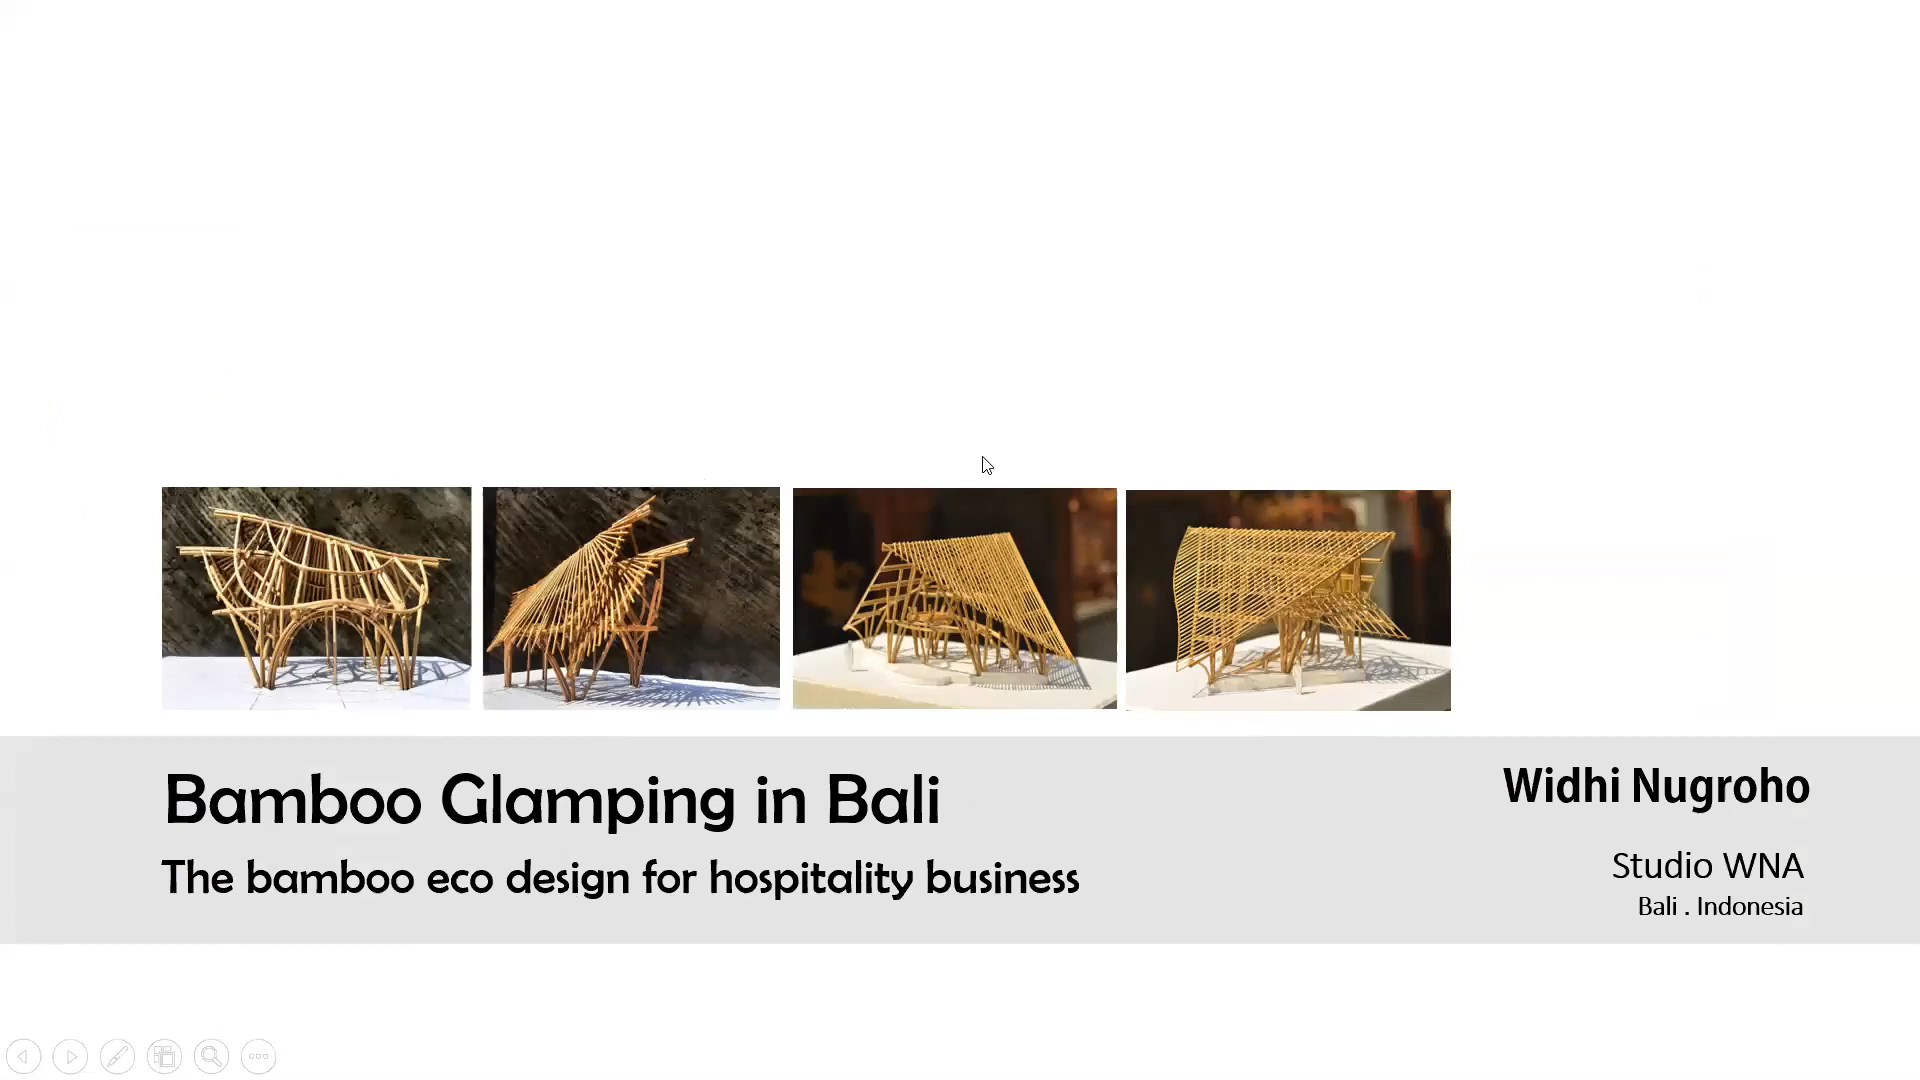 Bamboo Glamping in Bali
The bamboo eco design for hospitality business
Widhi Nugroho
Studio WNA
Bali . Indonesia